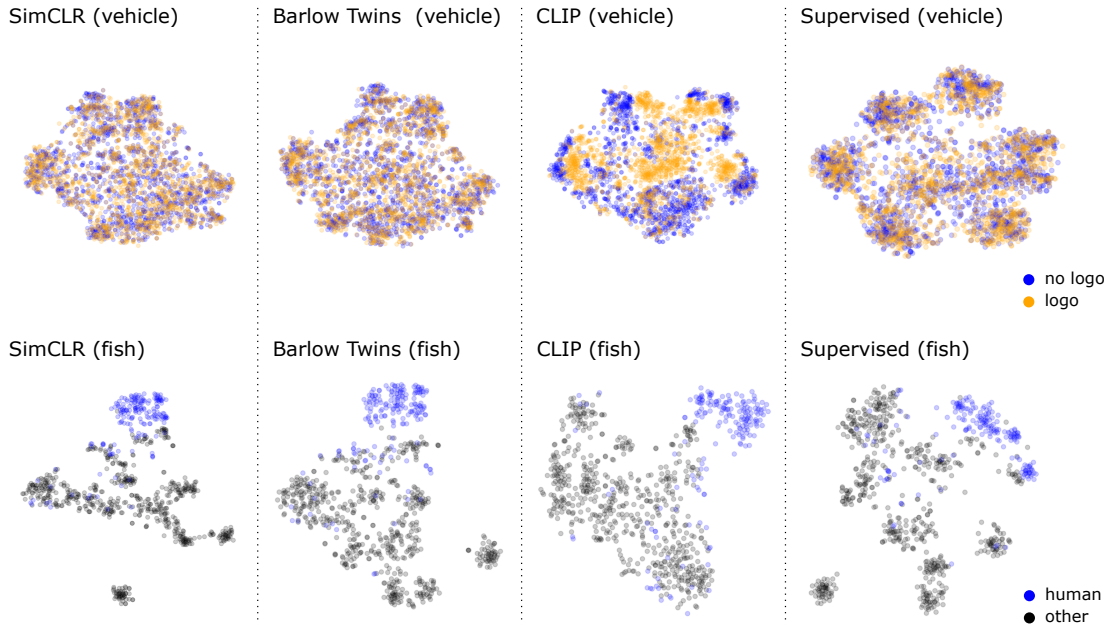 SimCLR (vehicle)
Barlow Twins  (vehicle)
CLIP (vehicle)
Supervised (vehicle)
no logo
logo
SimCLR (fish)
Barlow Twins (fish)
CLIP (fish)
Supervised (fish)
human
other